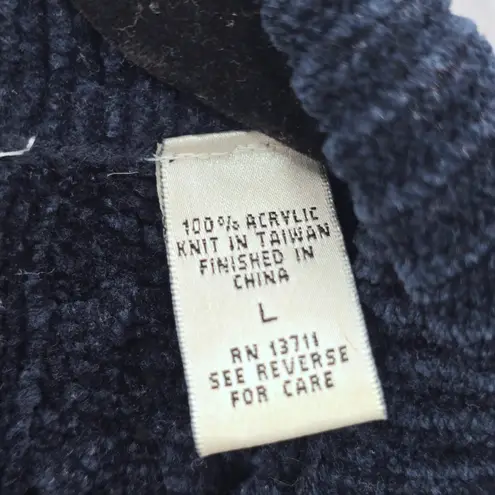 100% ACRYLIC
KNIT IN TAIWAN
FINISHED IN
CHINA
L
RN 13711
SEE REVERSE
FOR CARE